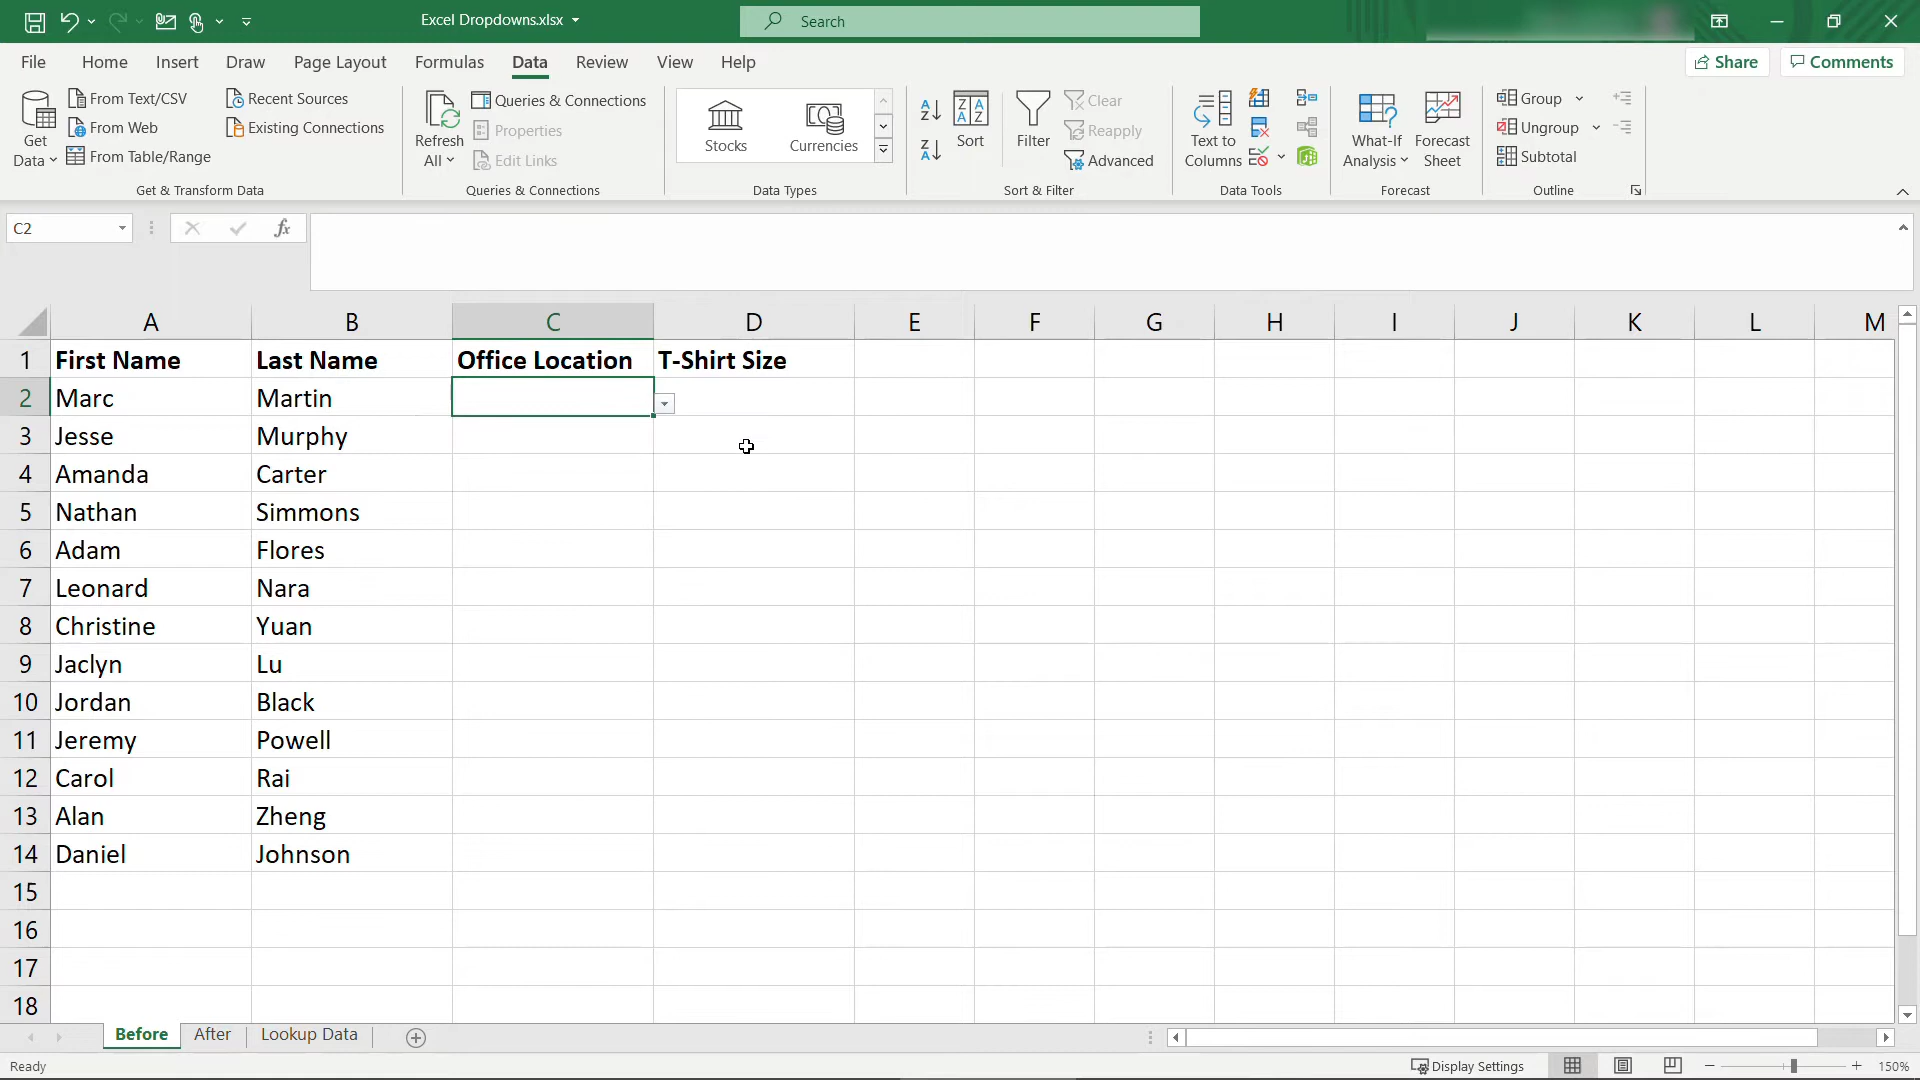 Excel Dropdowns.xlsx
Search
File Home Insert Draw Page Layout Formulas Data Review View Help Share Comments
Get Data
From Text/CSV
From Web
From Table/Range
Recent Sources
Existing Connections
Get & Transform Data
Refresh All
Queries & Connections
Properties
Edit Links
Queries & Connections
Stocks
Currencies
Data Types
Sort
Filter
Clear
Reapply
Advanced
Sort & Filter
Text to Columns
Data Tools
What-If Analysis
Forecast Sheet
Forecast
Group
Ungroup
Subtotal
Outline
C2 fx
A B C D E F G H I J K L M
1 First Name Last Name Office Location T-Shirt Size
2 Marc Martin
3 Jesse Murphy
4 Amanda Carter
5 Nathan Simmons
6 Adam Flores
7 Leonard Nara
8 Christine Yuan
9 Jaclyn Lu
10 Jordan Black
11 Jeremy Powell
12 Carol Rai
13 Alan Zheng
14 Daniel Johnson
15
16
17
18
Before After Lookup Data
Ready Display Settings 150%